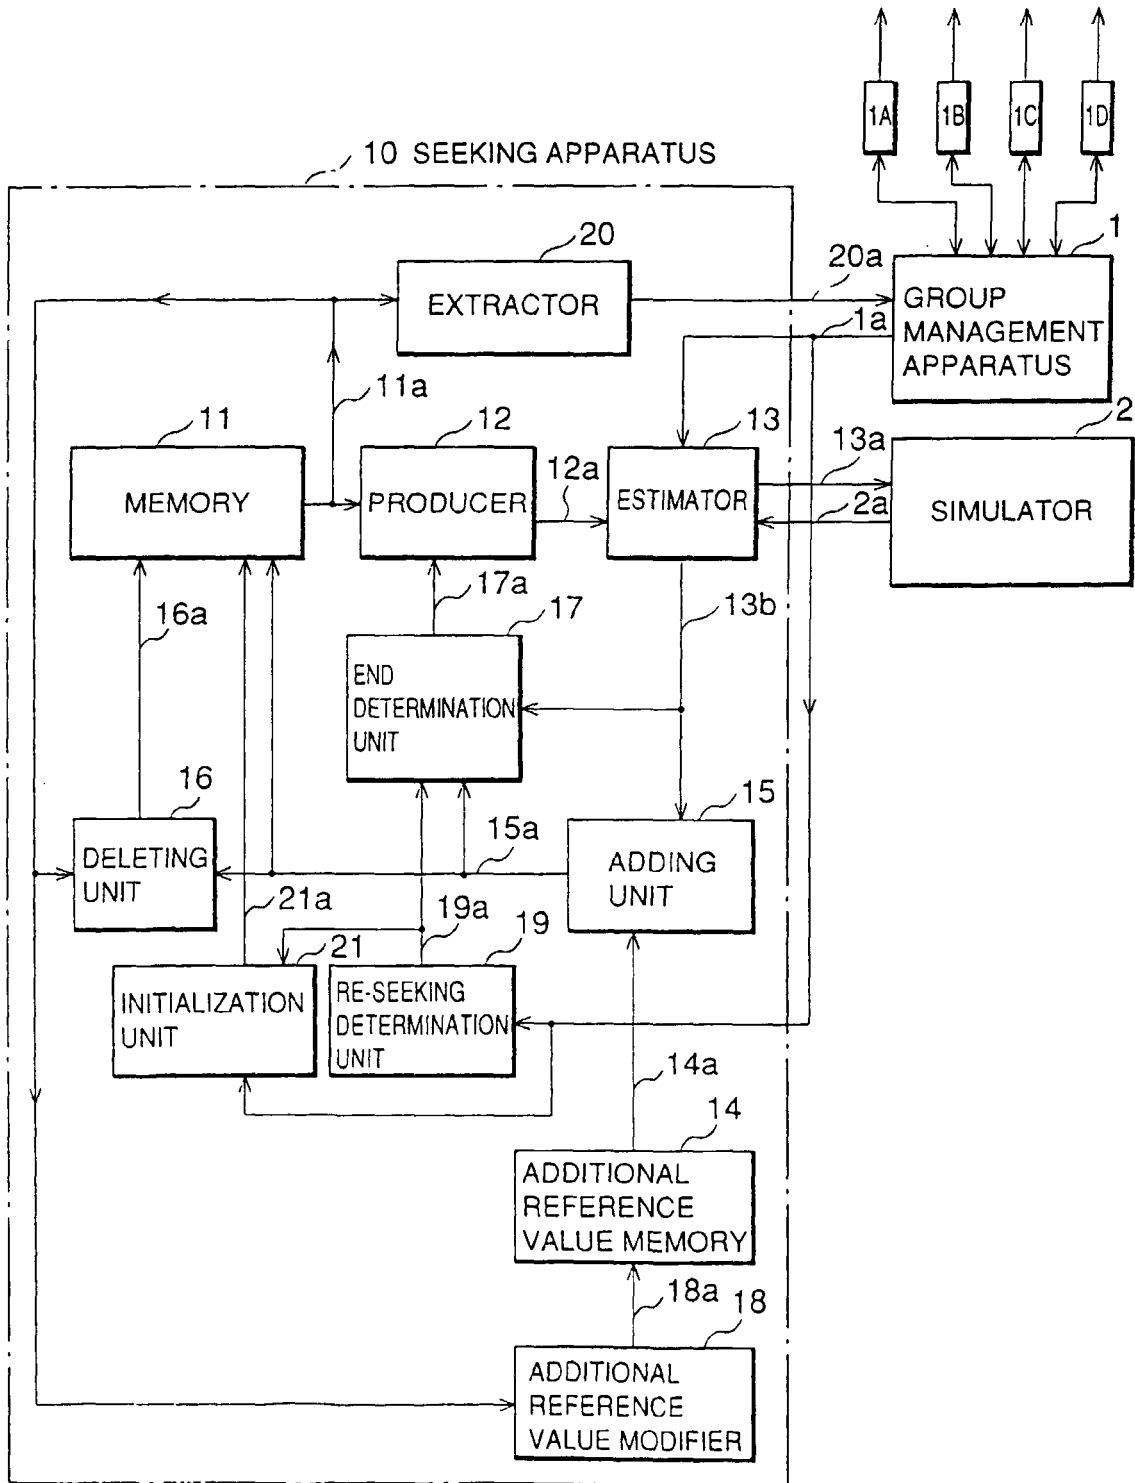 1A
1B
1C
1D
10 SEEKING APPARATUS
20
EXTRACTOR
20a
1
GROUP
MANAGEMENT
APPARATUS
1a
11a
11
MEMORY
12
PRODUCER
12a
13
ESTIMATOR
13a
2a
2
SIMULATOR
16a
17a
17
END
DETERMINATION
UNIT
13b
16
DELETING
UNIT
15a
15
ADDING
UNIT
21a
21
INITIALIZATION
UNIT
19a
19
RE-SEEKING
DETERMINATION
UNIT
14a
14
ADDITIONAL
REFERENCE
VALUE MEMORY
18a
18
ADDITIONAL
REFERENCE
VALUE MODIFIER